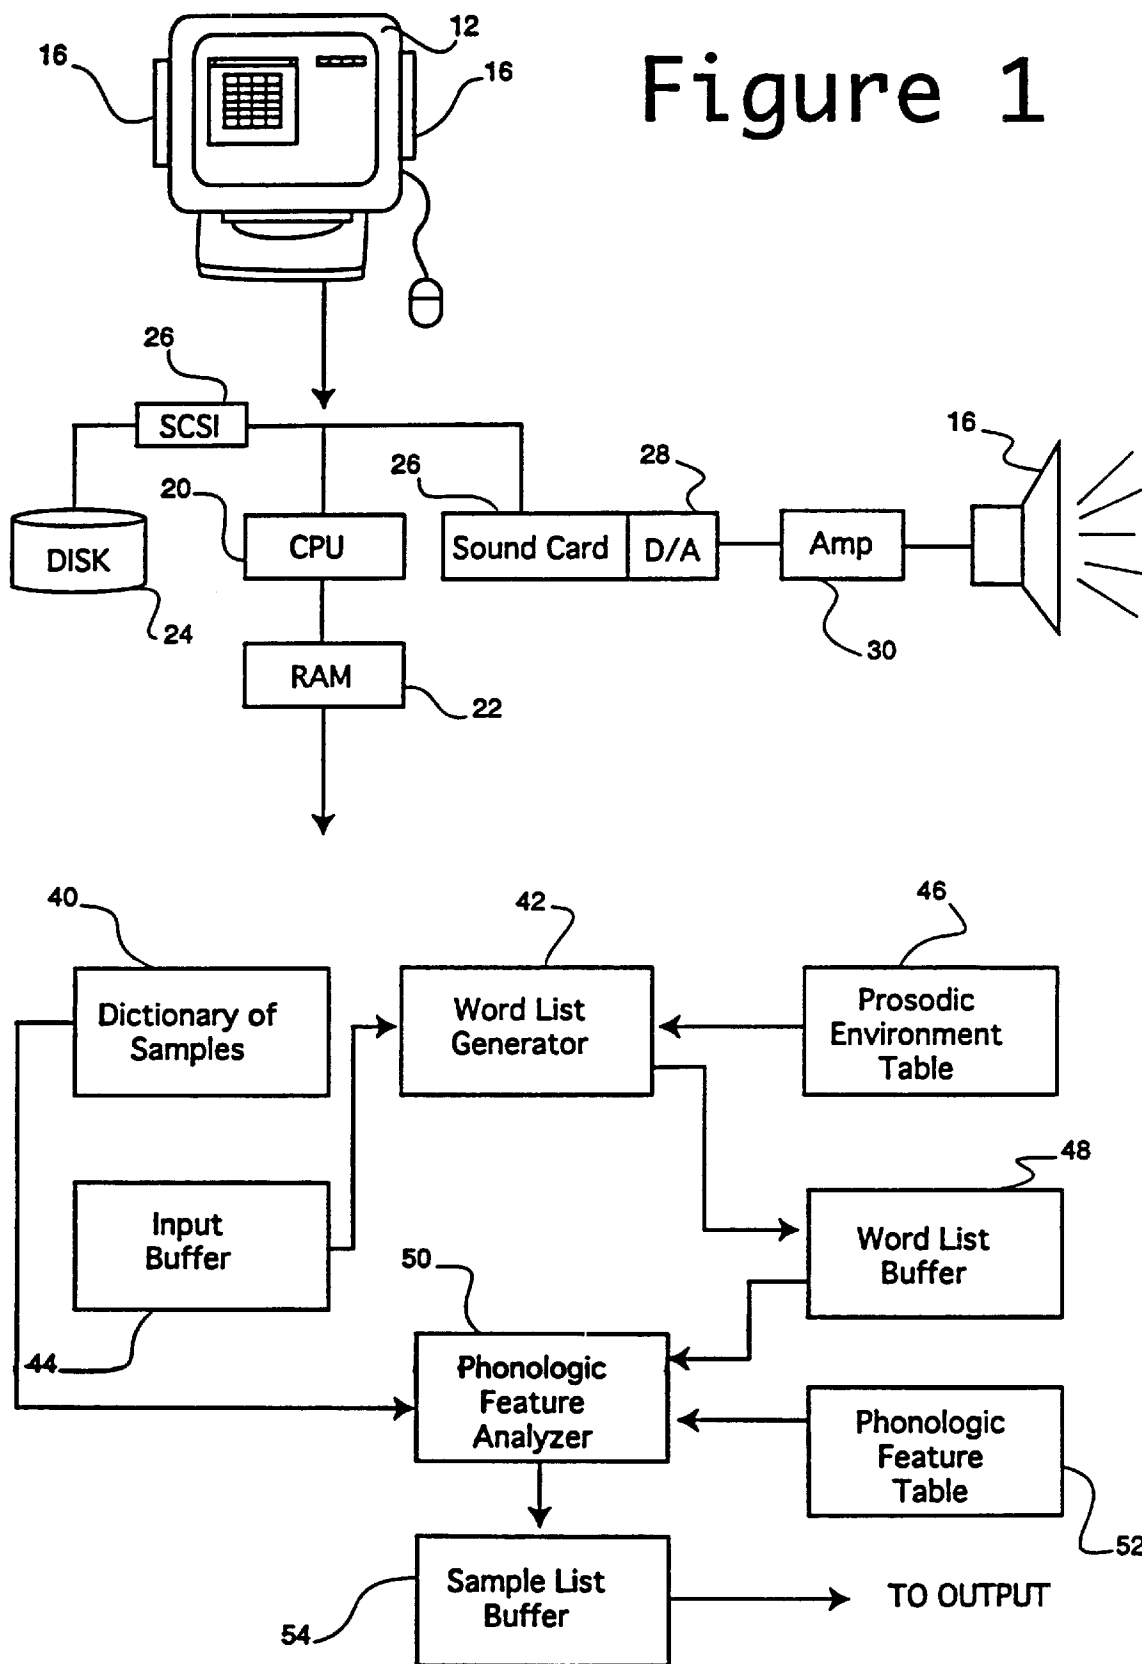 Figure 1
12
16
16
26
SCSI
DISK
24
20
CPU
RAM
22
26
28
Sound Card
D/A
Amp
30
16
40
Dictionary of
Samples
42
Word List
Generator
46
Prosodic
Environment
Table
Input
Buffer
44
48
Word List
Buffer
50
Phonologic
Feature
Analyzer
Phonologic
Feature
Table
52
Sample List
Buffer
54
TO OUTPUT